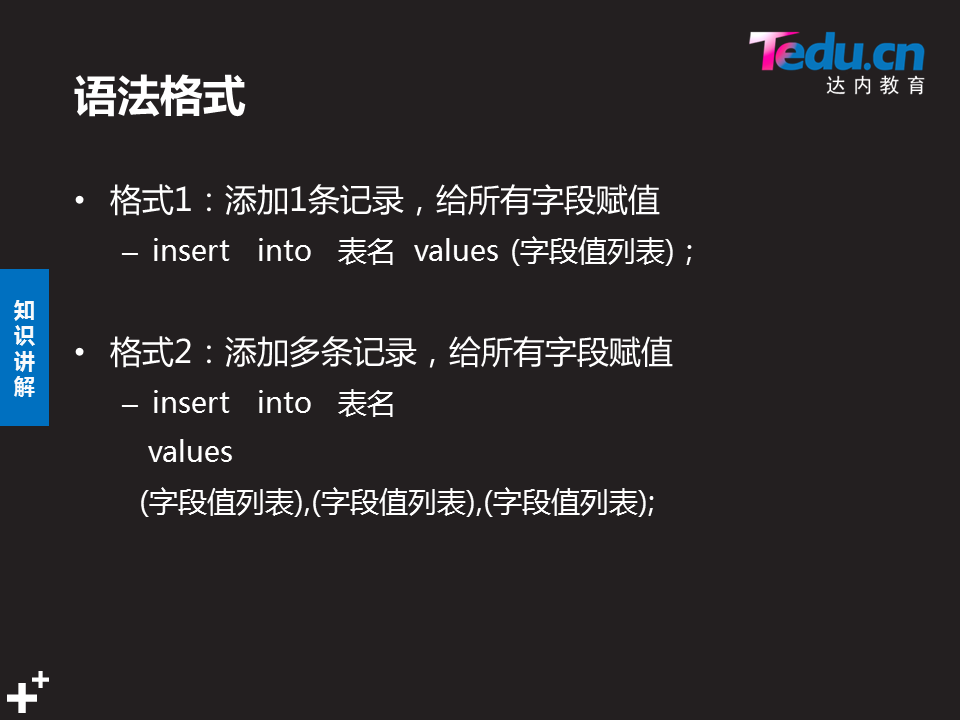 Tedu.cn
达内教育
语法格式
• 格式1：添加1条记录，给所有字段赋值
– insert into 表名 values (字段值列表)；
知识讲解
• 格式2：添加多条记录，给所有字段赋值
– insert into 表名
values
(字段值列表),(字段值列表),(字段值列表);